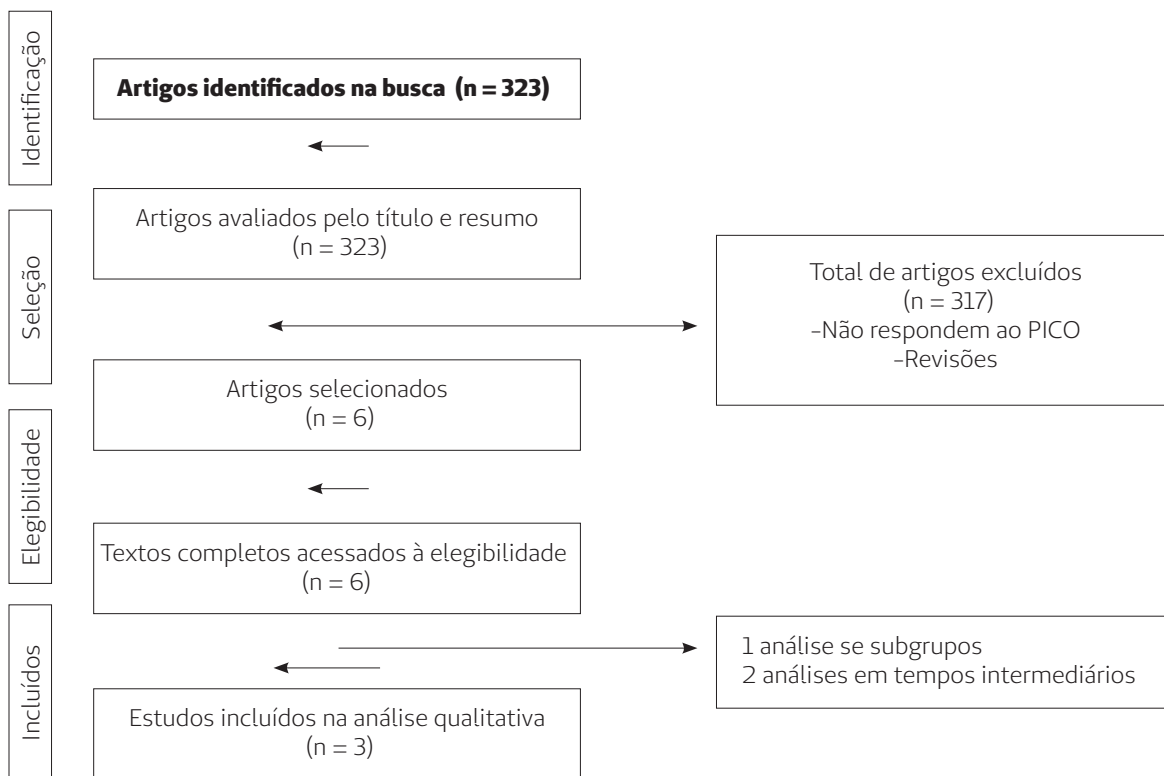 Identificação
Artigos identificados na busca (n = 323)
Seleção
Artigos avaliados pelo título e resumo
(n = 323)
Total de artigos excluídos
(n = 317)
-Não respondem ao PICO
-Revisões
Artigos selecionados
(n = 6)
Elegibilidade
Textos completos acessados à elegibilidade
(n = 6)
Incluídos
1 análise se subgrupos
2 análises em tempos intermediários
Estudos incluídos na análise qualitativa
(n = 3)